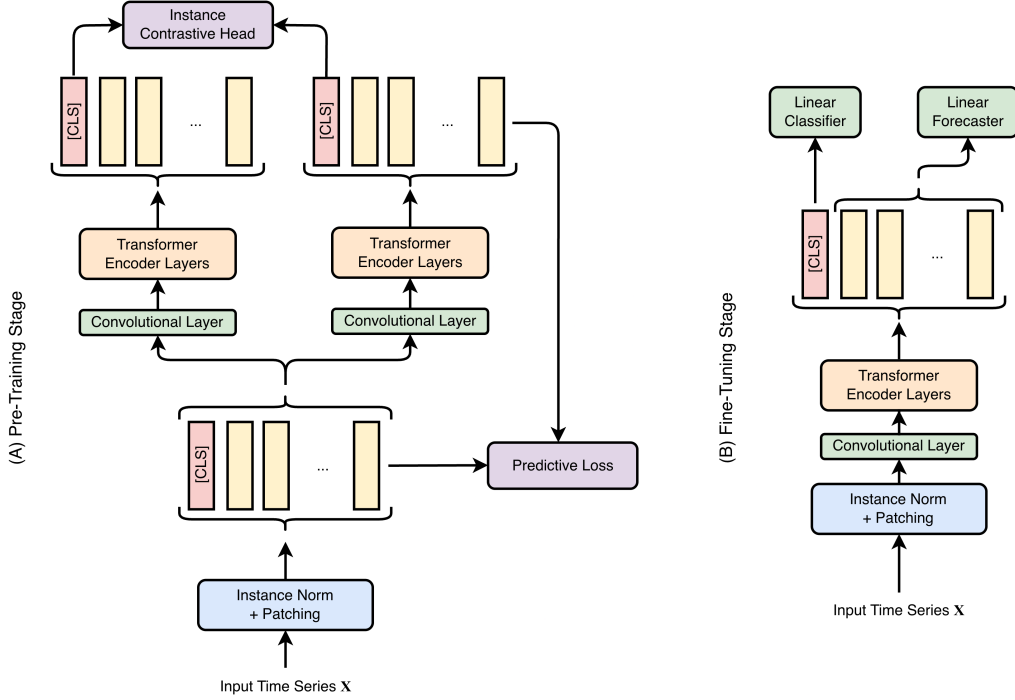 (A) Pre-Training Stage
Instance
Contrastive Head
[CLS]
...
[CLS]
...
Transformer
Encoder Layers
Transformer
Encoder Layers
Convolutional Layer
Convolutional Layer
[CLS]
...
Predictive Loss
Instance Norm
+ Patching
Input Time Series X
(B) Fine-Tuning Stage
Linear
Classifier
Linear
Forecaster
[CLS]
...
Transformer
Encoder Layers
Convolutional Layer
Instance Norm
+ Patching
Input Time Series X